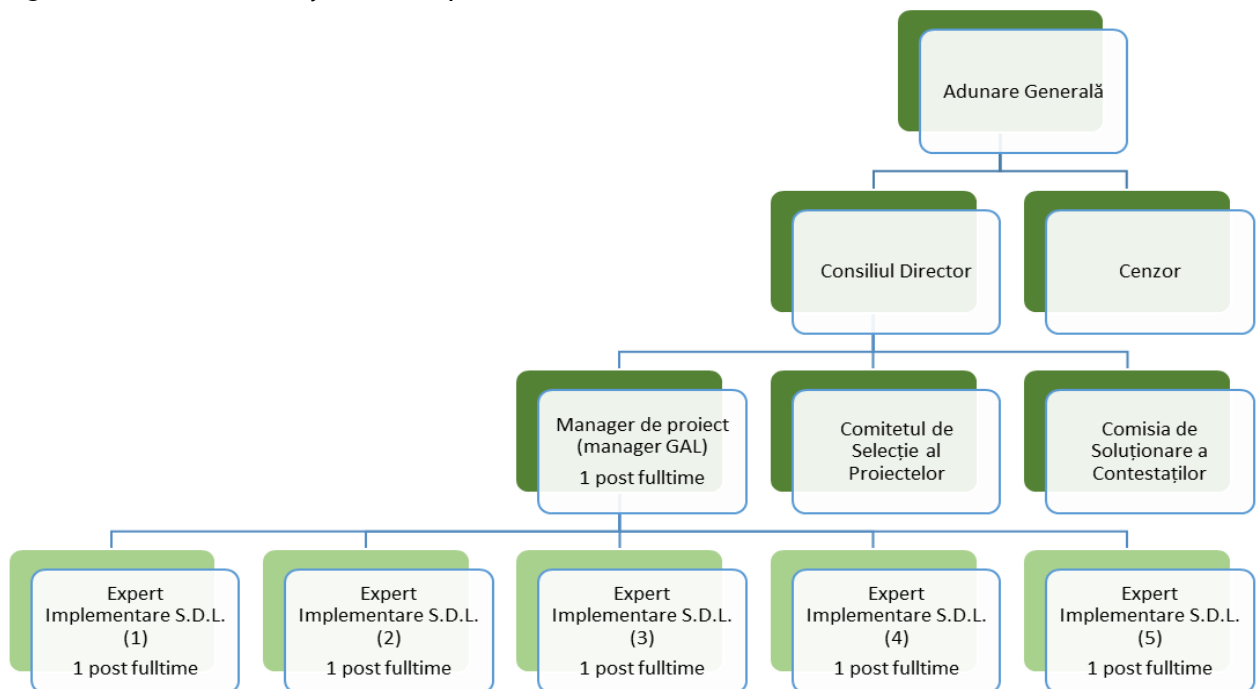 Adunare Generală
Consiliul Director
Cenzor
Manager de proiect
(manager GAL)
1 post fulltime
Comitetul de
Selecție al
Proiectelor
Comisia de
Soluționare a
Contestaților
Expert
Implementare S.D.L.
(1)
1 post fulltime
Expert
Implementare S.D.L.
(2)
1 post fulltime
Expert
Implementare S.D.L.
(3)
1 post fulltime
Expert
Implementare S.D.L.
(4)
1 post fulltime
Expert
Implementare S.D.L.
(5)
1 post fulltime